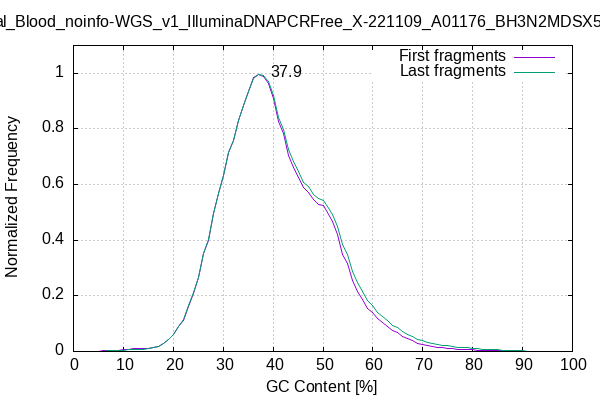 al_Blood_noinfo-WGS_v1_IlluminaDNAPCRFree_X-221109_A01176_BH3N2MDSX5
First fragments
Last fragments
37.9
Normalized Frequency
1
0.8
0.6
0.4
0.2
0
0 10 20 30 40 50 60 70 80 90 100
GC Content [%]